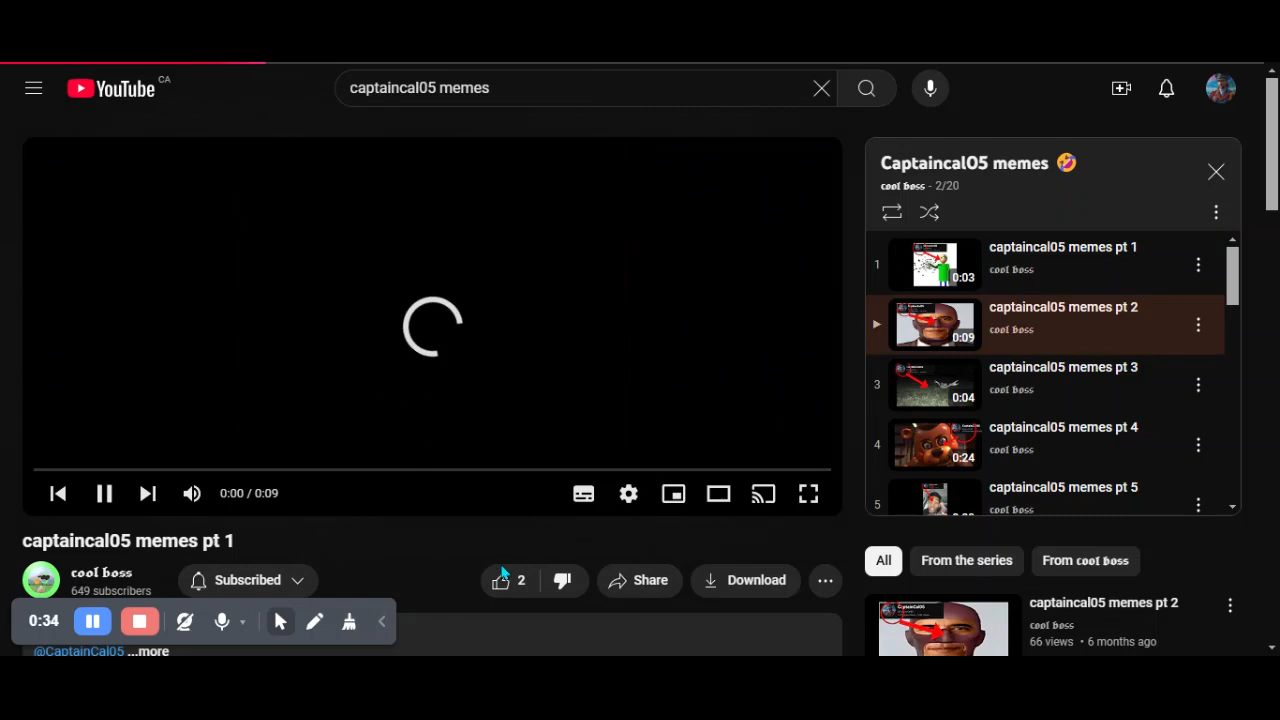 YouTube CA
captaincal05 memes
Captaincal05 memes 🤣
cool boss - 2/20
1
captaincal05 memes pt 1
cool boss
0:03
captaincal05 memes pt 2
cool boss
0:09
3
captaincal05 memes pt 3
cool boss
0:04
4
captaincal05 memes pt 4
cool boss
0:24
5
captaincal05 memes pt 5
cool boss
0:00 / 0:09
captaincal05 memes pt 1
cool boss
649 subscribers
Subscribed
2
Share
Download
All
From the series
From cool boss
0:34
@CaptainCal05 ...more
captaincal05 memes pt 2
cool boss
66 views • 6 months ago